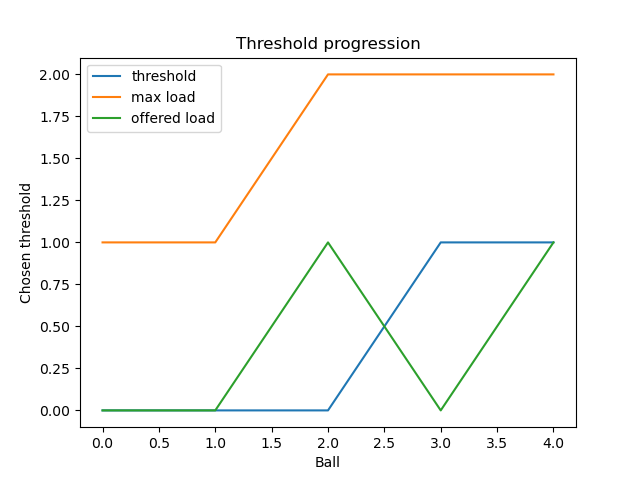 Threshold progression
threshold
max load
offered load
Chosen threshold
2.00
1.75
1.50
1.25
1.00
0.75
0.50
0.25
0.00
0.0 0.5 1.0 1.5 2.0 2.5 3.0 3.5 4.0
Ball